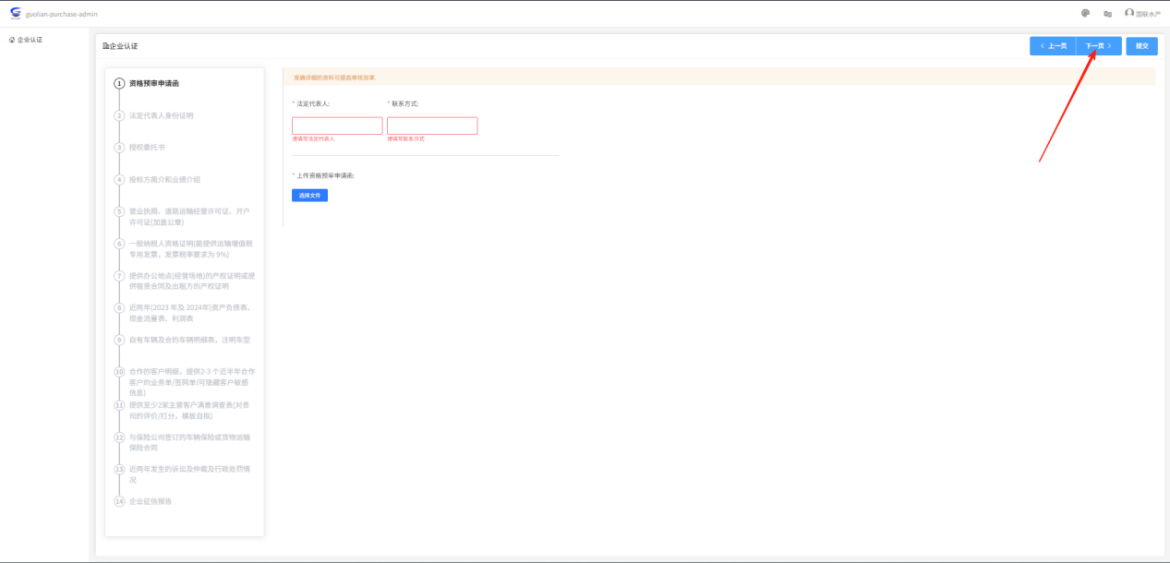 guolian-purchase-admin
国联水产
企业认证
企业认证
上一页
下一页
提交
1 资格预审申请函
2 法定代表人身份证明
3 授权委托书
4 投标方简介和业绩介绍
5 营业执照、道路运输经营许可证、开户
许可证(加盖公章)
6 一般纳税人资格证明(能提供运输增值税
专用发票，发票税率要求为 9%)
7 提供办公地点(经营场地)的产权证明或提
供租赁合同及出租方的产权证明
8 近两年(2023 年及 2024年)资产负债表、
现金流量表、利润表
9 自有车辆及合约车辆明细表，注明车型
10 合作的客户明细，提供2-3 个近半年合作
客户的业务单/签同单(可隐藏客户敏感
信息)
11 提供至少2家主要客户满意调查表(对贵
司的评价/打分，模板自拟)
12 与保险公司签订的车辆保险或货物运输
保险合同
13 近两年发生的诉讼及仲裁及行政处罚情
况
14 企业征信报告
* 法定代表人:
* 联系方式:
请填写法定代表人
请填写联系方式
* 上传资格预审申请函:
选择文件